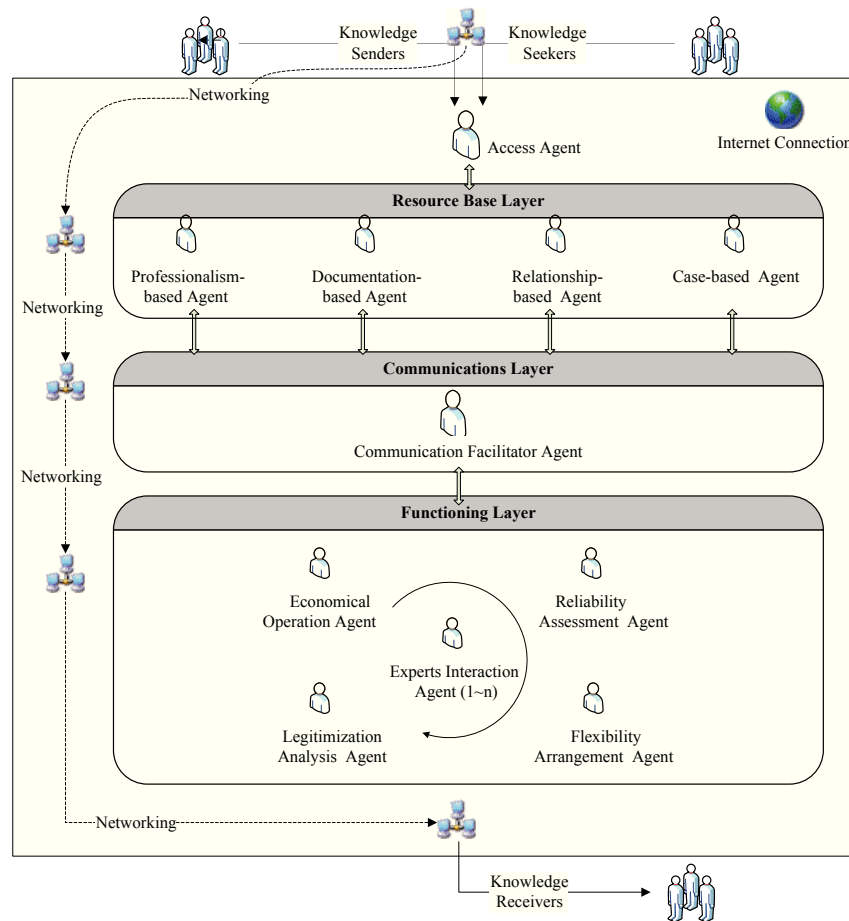 Knowledge
Senders
Knowledge
Seekers
Networking
Internet Connection
Access Agent
Resource Base Layer
Professionalism-
based Agent
Documentation-
based Agent
Relationship-
based Agent
Case-based Agent
Networking
Communications Layer
Communication Facilitator Agent
Networking
Functioning Layer
Economical
Operation Agent
Reliability
Assessment Agent
Experts Interaction
Agent (1~n)
Legitimization
Analysis Agent
Flexibility
Arrangement Agent
Networking
Knowledge
Receivers